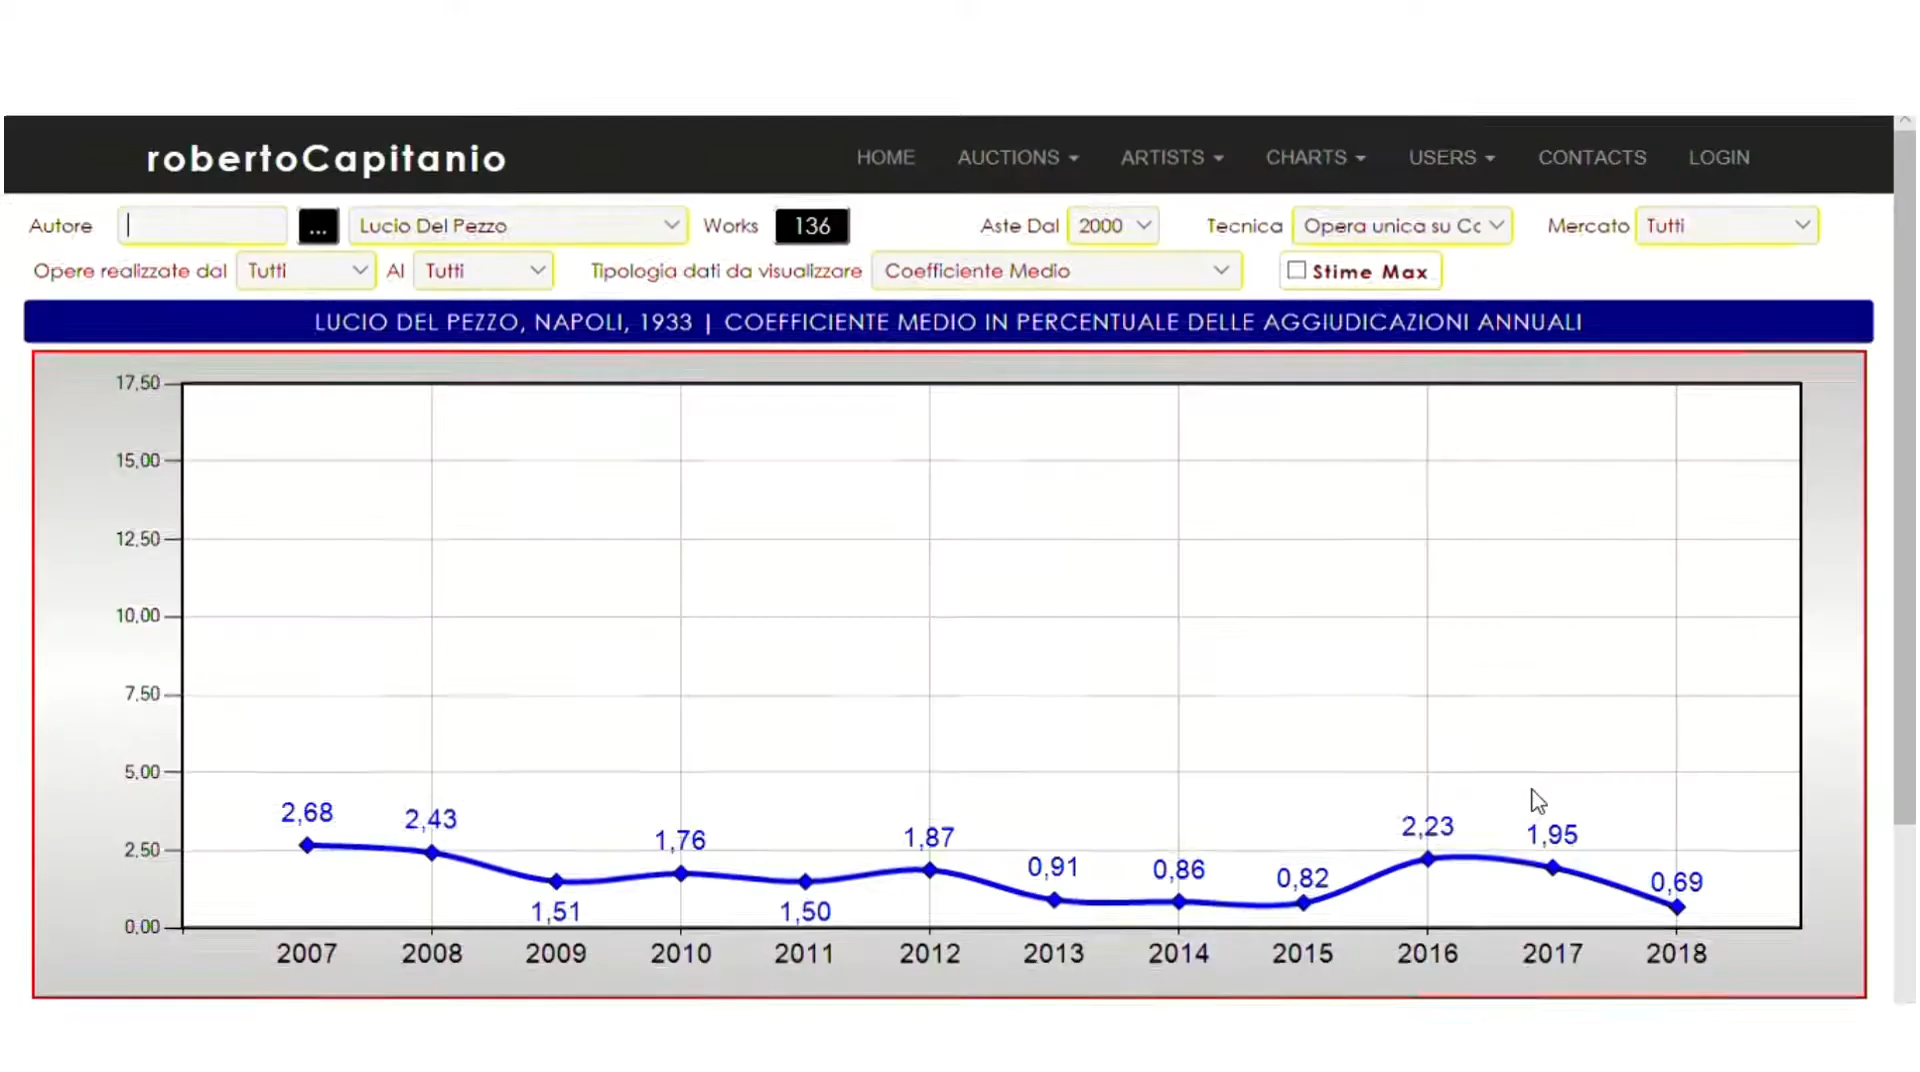 robertoCapitanio
HOME AUCTIONS ARTISTS CHARTS USERS CONTACTS LOGIN
Autore ... Lucio Del Pezzo Works 136 Aste Dal 2000 Tecnica Opera unica su Cc Mercato Tutti
Opere realizzate dal Tutti Al Tutti Tipologia dati da visualizzare Coefficiente Medio Stime Max
LUCIO DEL PEZZO, NAPOLI, 1933 | COEFFICIENTE MEDIO IN PERCENTUALE DELLE AGGIUDICAZIONI ANNUALI
17,50
15,00
12,50
10,00
7,50
5,00
2,50
0,00
2,68 2,43 1,51 1,76 1,50 1,87 0,91 0,86 0,82 2,23 1,95 0,69
2007 2008 2009 2010 2011 2012 2013 2014 2015 2016 2017 2018